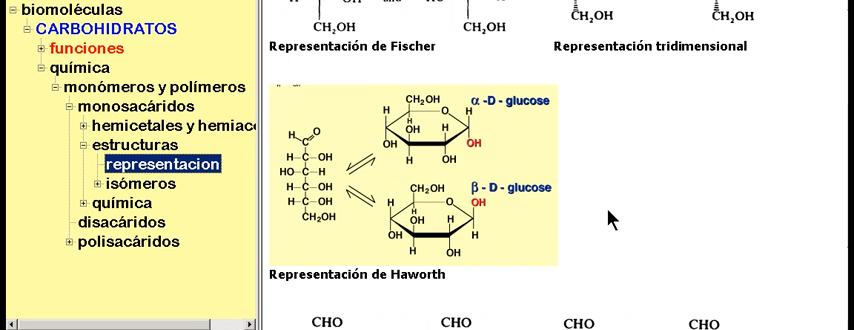 biomoléculas
CARBOHIDRATOS
funciones
química
monómeros y polímeros
monosacáridos
hemicetales y hemiac
estructuras
representacion
isómeros
química
disacáridos
polisacáridos
CH₂OH
CH₂OH
CH₂OH
CH₂OH
Representación de Fischer
Representación tridimensional
α -D - glucose
CH₂OH
H
O
H
H
OH
H
OH
OH
H
OH
H
O
H-C-OH
HO-C-H
H-C-OH
H-C-OH
CH₂OH
β - D - glucose
CH₂OH
H
O
OH
H
OH
H
OH
H
H
OH
Representación de Haworth
CHO
CHO
CHO
CHO